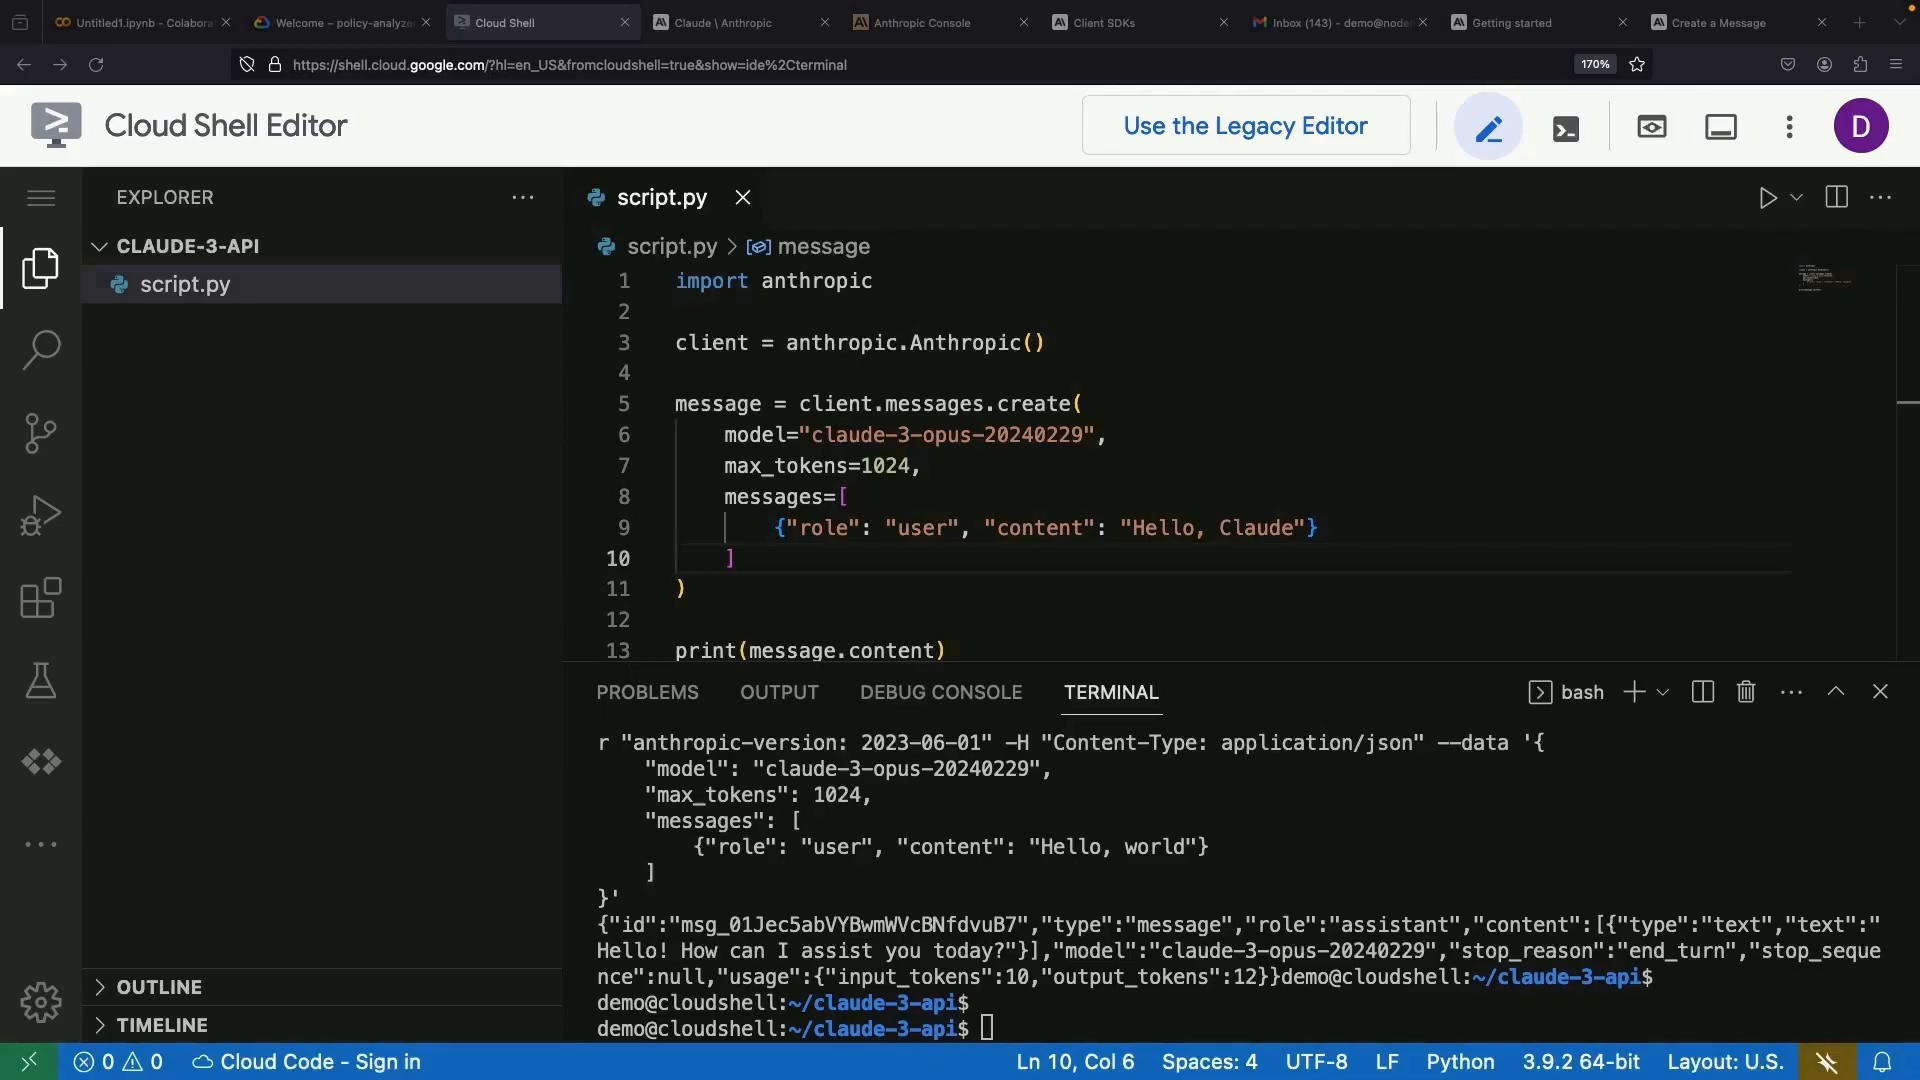 Untitled1.ipynb - Colabora
Welcome – policy-analyze
Cloud Shell
Claude \ Anthropic
Anthropic Console
Client SDKs
Inbox (143) - demo@node
Getting started
Create a Message
https://shell.cloud.google.com/?hl=en_US&fromcloudshell=true&show=ide%2Cterminal
170%
Cloud Shell Editor
Use the Legacy Editor
D
EXPLORER
CLAUDE-3-API
script.py
OUTLINE
TIMELINE
script.py
script.py > message
1 import anthropic
2
3 client = anthropic.Anthropic()
4
5 message = client.messages.create(
6     model="claude-3-opus-20240229",
7     max_tokens=1024,
8     messages=[
9         {"role": "user", "content": "Hello, Claude"}
10     ]
11 )
12
13 print(message.content)
PROBLEMS OUTPUT DEBUG CONSOLE TERMINAL
bash
r "anthropic-version: 2023-06-01" -H "Content-Type: application/json" --data '{
    "model": "claude-3-opus-20240229",
    "max_tokens": 1024,
    "messages": [
        {"role": "user", "content": "Hello, world"}
    ]
}'
{"id":"msg_01Jec5abVYBwmWVcBNfdvuB7","type":"message","role":"assistant","content":[{"type":"text","text":"
Hello! How can I assist you today?"}],"model":"claude-3-opus-20240229","stop_reason":"end_turn","stop_seque
nce":null,"usage":{"input_tokens":10,"output_tokens":12}}demo@cloudshell:~/claude-3-api$
demo@cloudshell:~/claude-3-api$
demo@cloudshell:~/claude-3-api$
0 0 Cloud Code - Sign in
Ln 10, Col 6 Spaces: 4 UTF-8 LF Python 3.9.2 64-bit Layout: U.S.